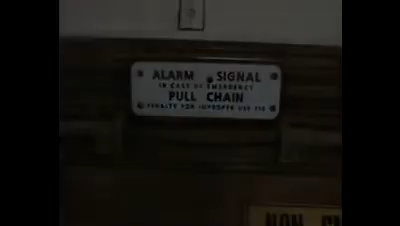 ALARM SIGNAL
IN CASE OF EMERGENCY
PULL CHAIN
PENALTY FOR IMPROPER USE
NON